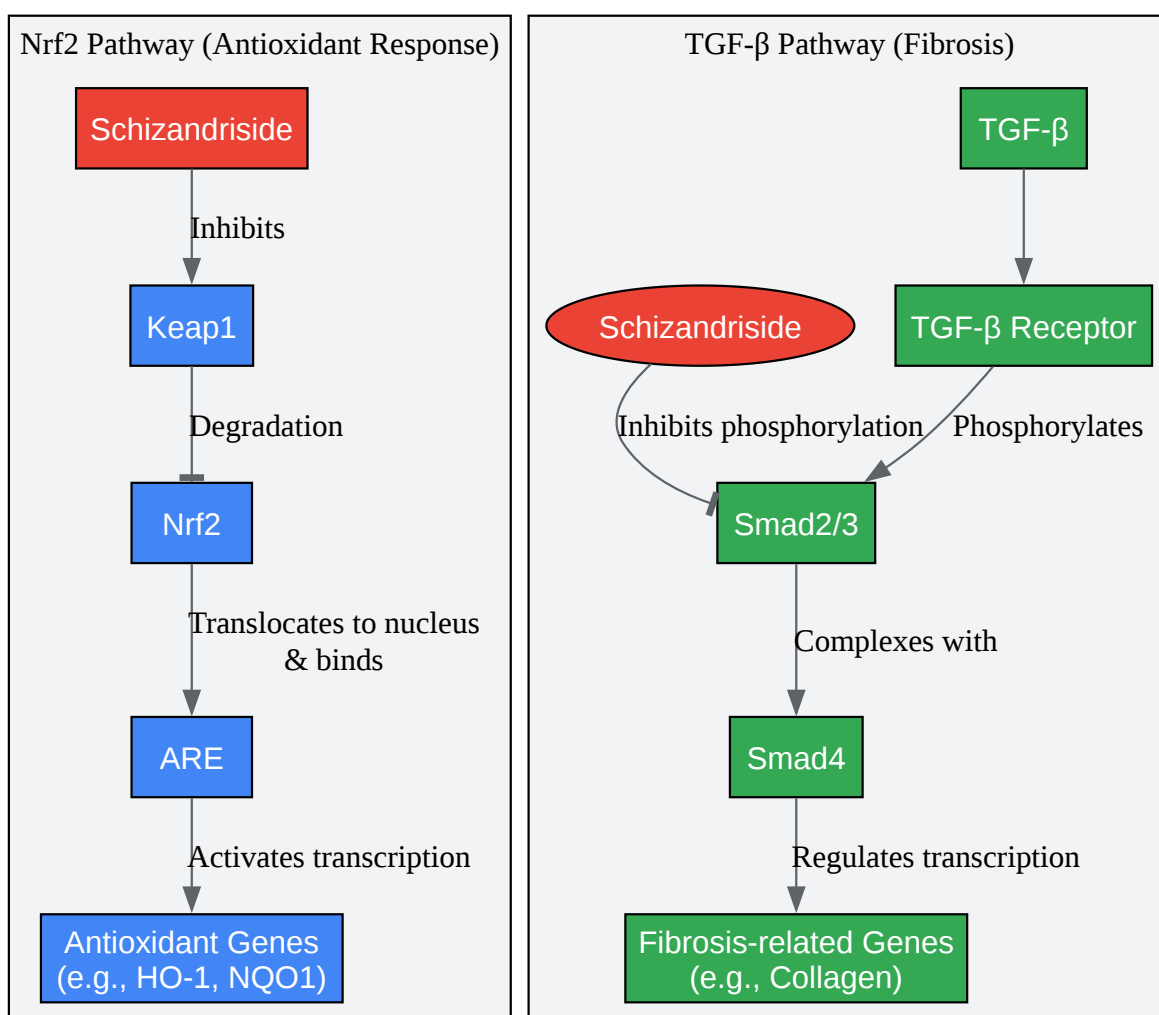 Nrf2 Pathway (Antioxidant Response)
Schizandriside
Inhibits
Keap1
Degradation
Nrf2
Translocates to nucleus
& binds
ARE
Activates transcription
Antioxidant Genes
(e.g., HO-1, NQO1)
TGF-β Pathway (Fibrosis)
TGF-β
Schizandriside
TGF-β Receptor
Inhibits phosphorylation
Phosphorylates
Smad2/3
Complexes with
Smad4
Regulates transcription
Fibrosis-related Genes
(e.g., Collagen)